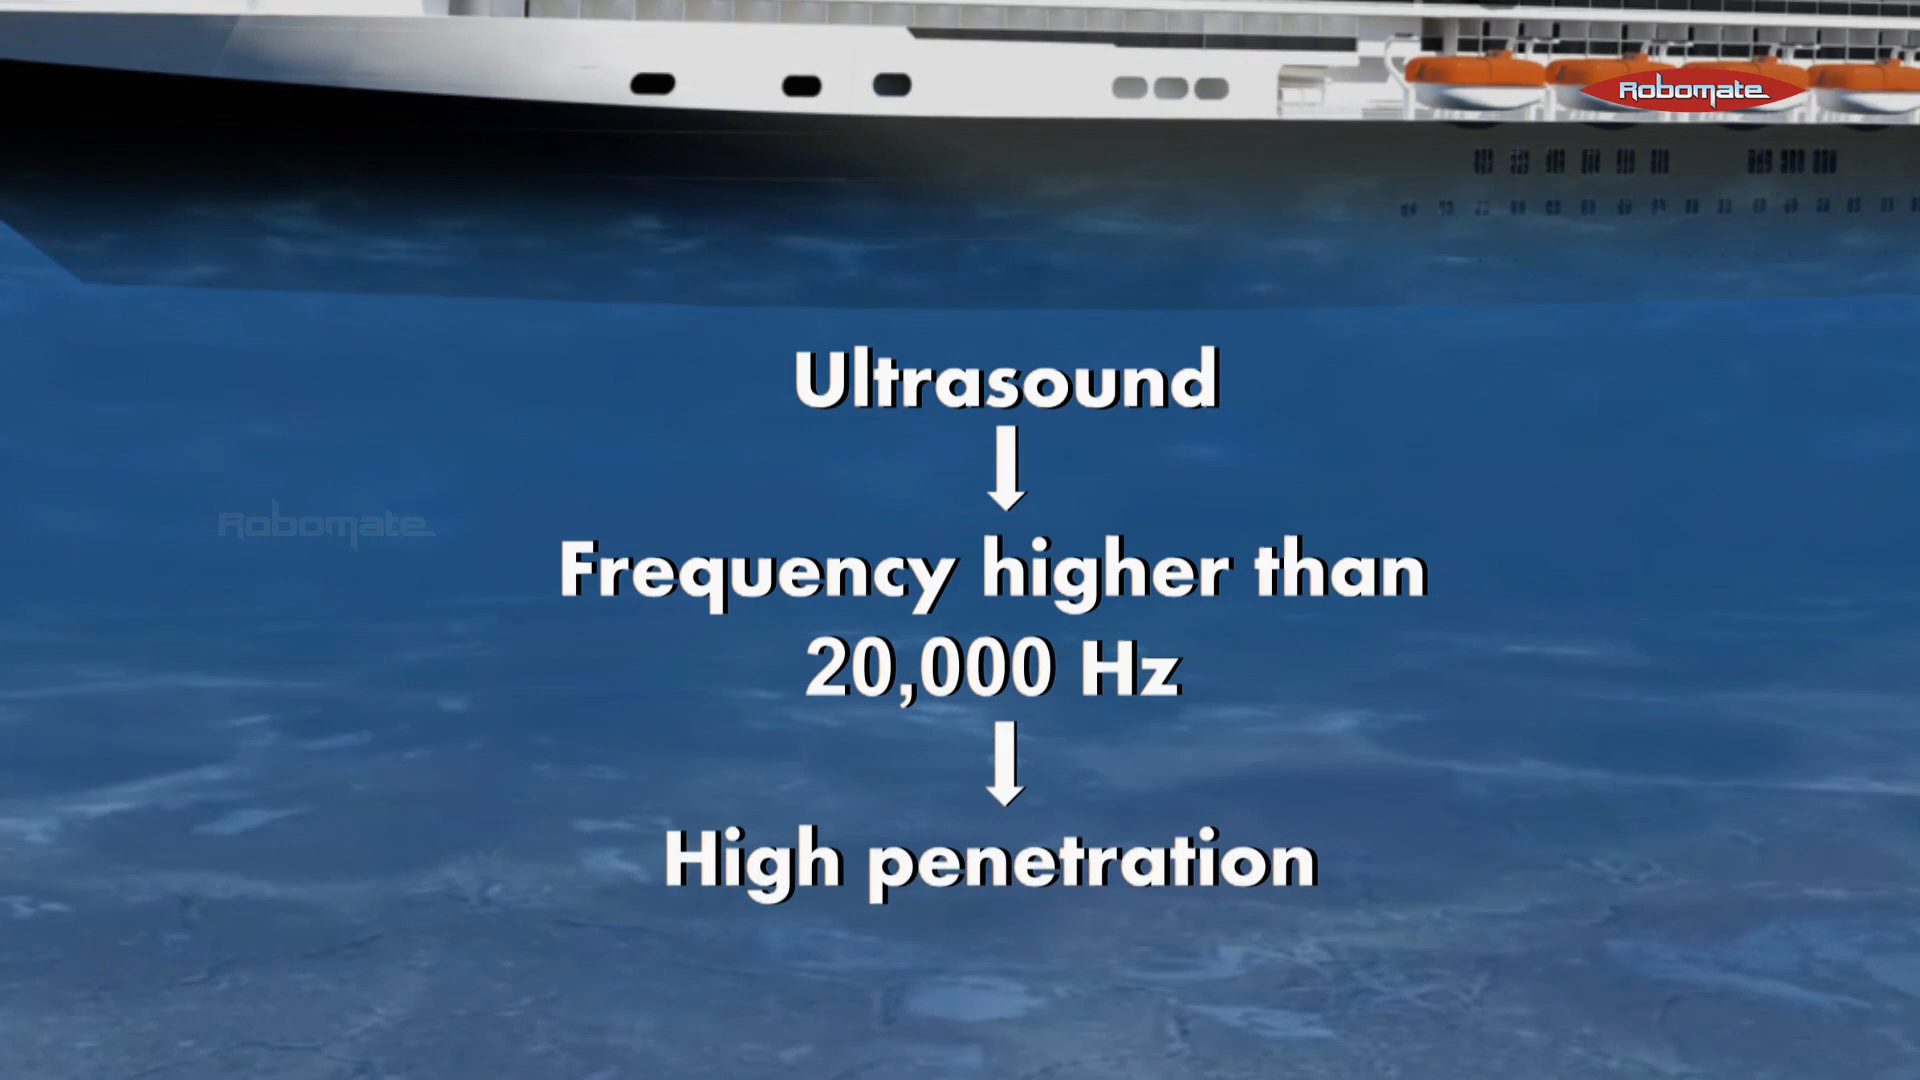 Robomate
Ultrasound
Robomate
Frequency higher than
20,000 Hz
High penetration